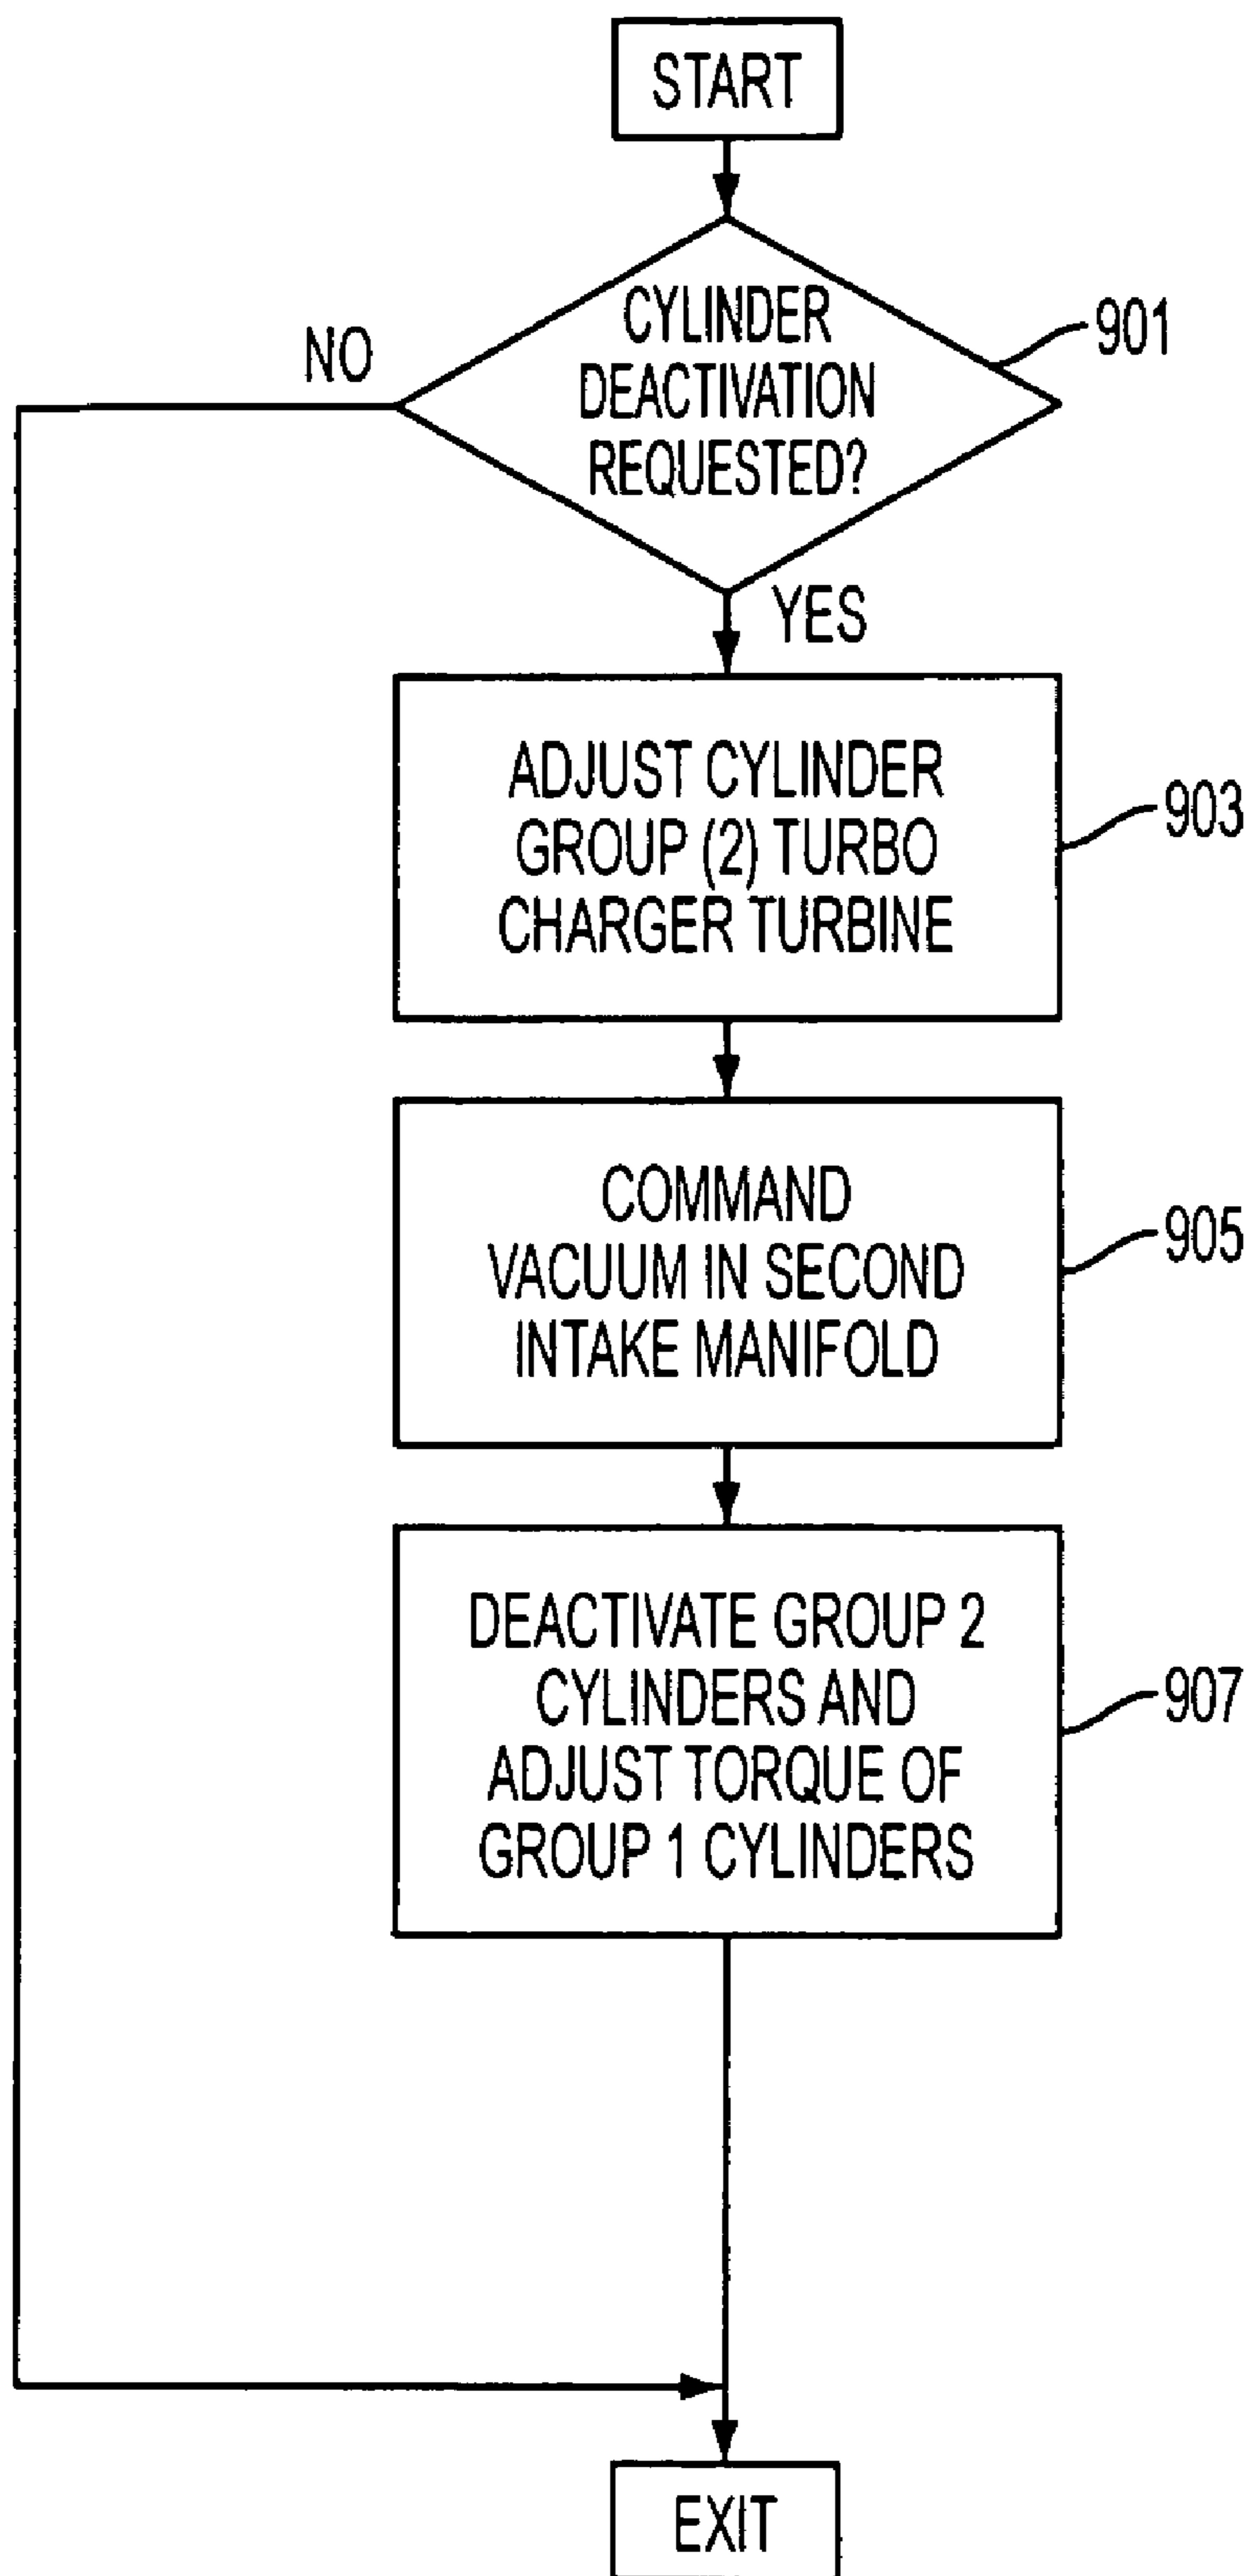 START
CYLINDER
DEACTIVATION
REQUESTED?
901
NO
YES
ADJUST CYLINDER
GROUP (2) TURBO
CHARGER TURBINE
903
COMMAND
VACUUM IN SECOND
INTAKE MANIFOLD
905
DEACTIVATE GROUP 2
CYLINDERS AND
ADJUST TORQUE OF
GROUP 1 CYLINDERS
907
EXIT